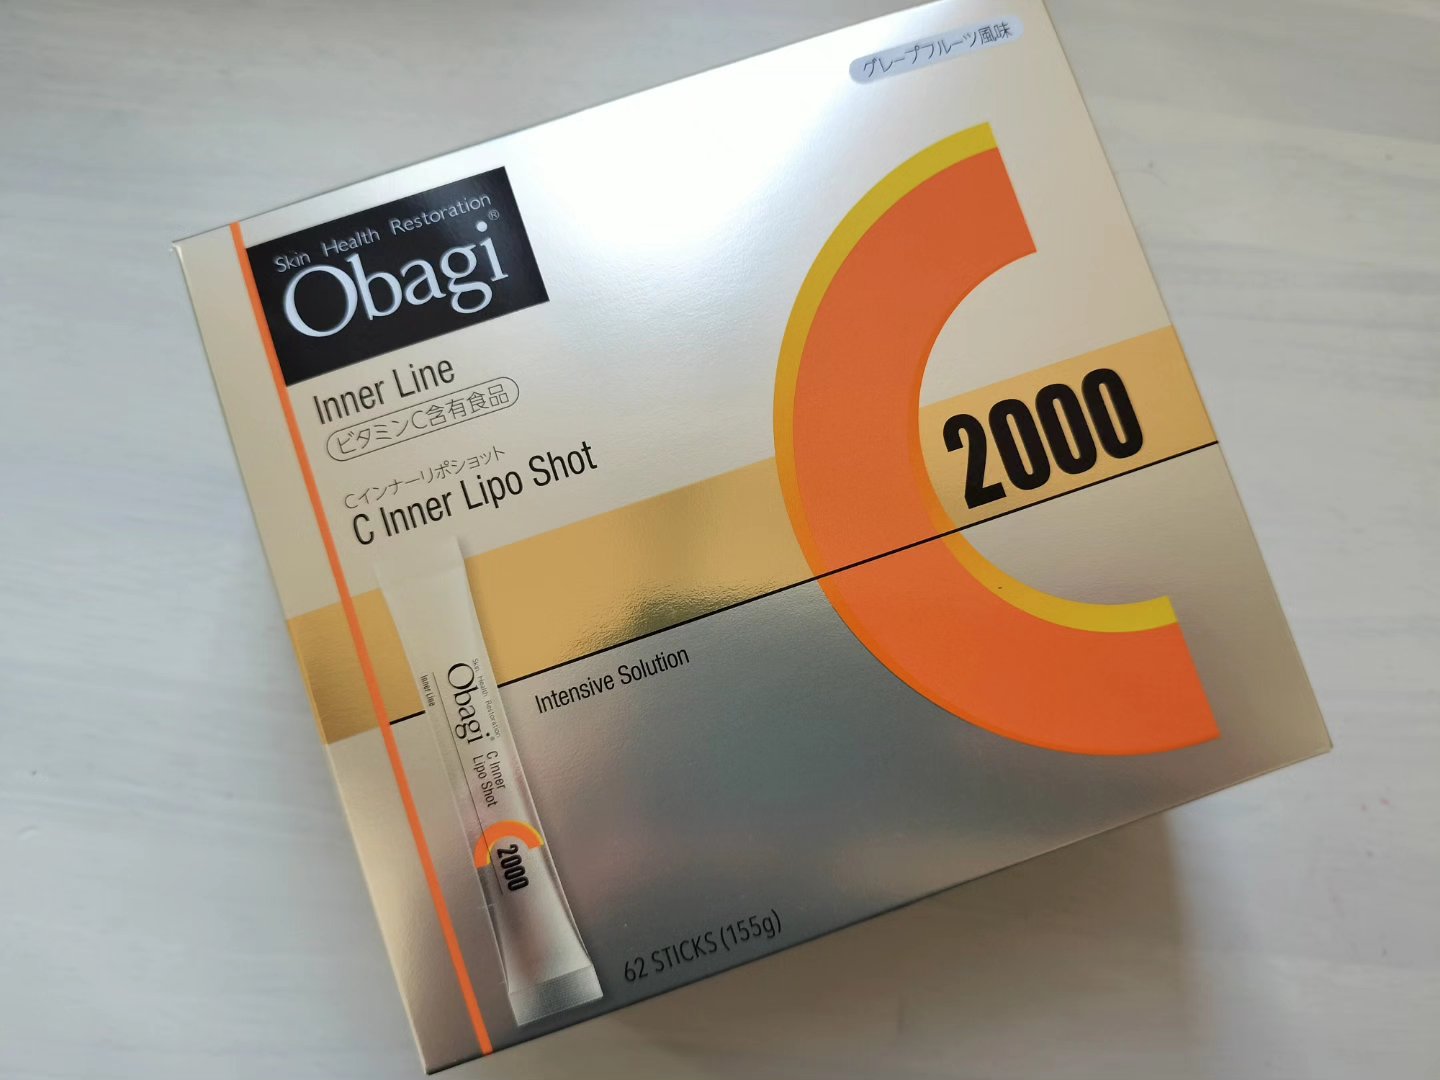 グレープフルーツ風味
Skin Health Restoration
Obagi®
Inner Line
ビタミンC含有食品
Cインナーリポショット
C Inner Lipo Shot
C
2000
Intensive Solution
Inner Line
Skin Health Restoration
Obagi®
C Inner
Lipo Shot
2000
62 STICKS (155g)